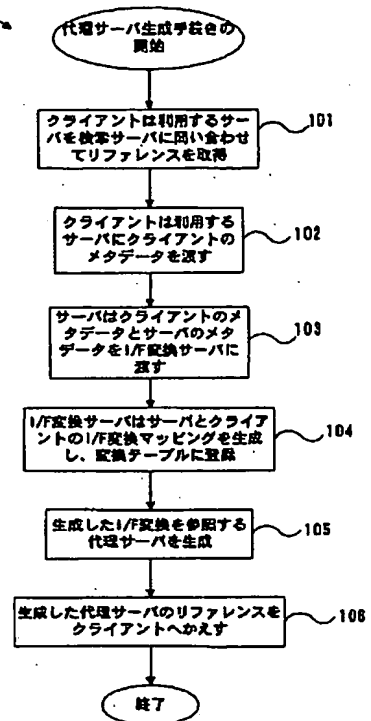 代理サーバ生成手続きの
開始
クライアントは利用するサー
バを検索サーバに問い合わせ
てリファレンスを取得
101
クライアントは利用する
サーバにクライアントの
メタデータを渡す
102
サーバはクライアントのメ
タデータとサーバのメタ
データをI/F変換サーバに
渡す
103
I/F変換サーバはサーバとクライア
ントのI/F変換マッピングを生成
し、変換テーブルに登録
104
生成したI/F変換を参照する
代理サーバを生成
105
生成した代理サーバのリファレンスを
クライアントへかえす
106
終了